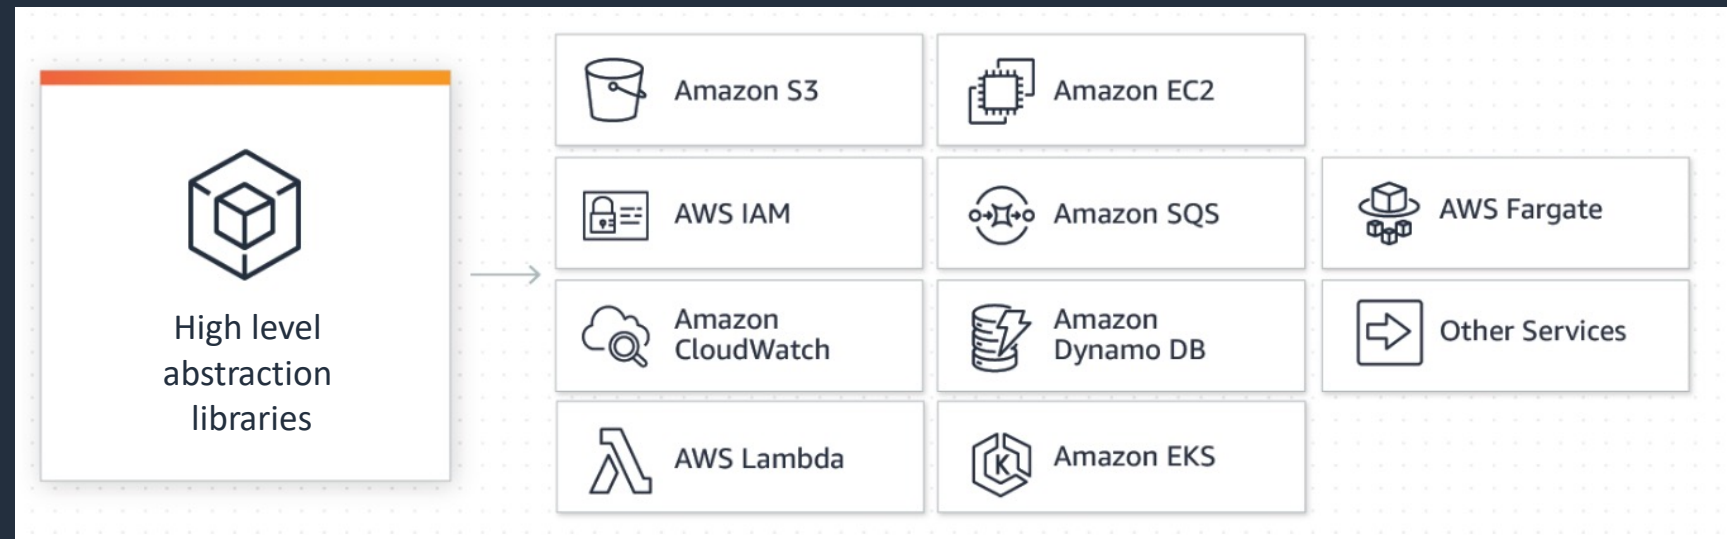 High level
abstraction
libraries
Amazon S3
Amazon EC2
AWS IAM
Amazon SQS
AWS Fargate
Amazon
CloudWatch
Amazon
Dynamo DB
Other Services
AWS Lambda
K
Amazon EKS